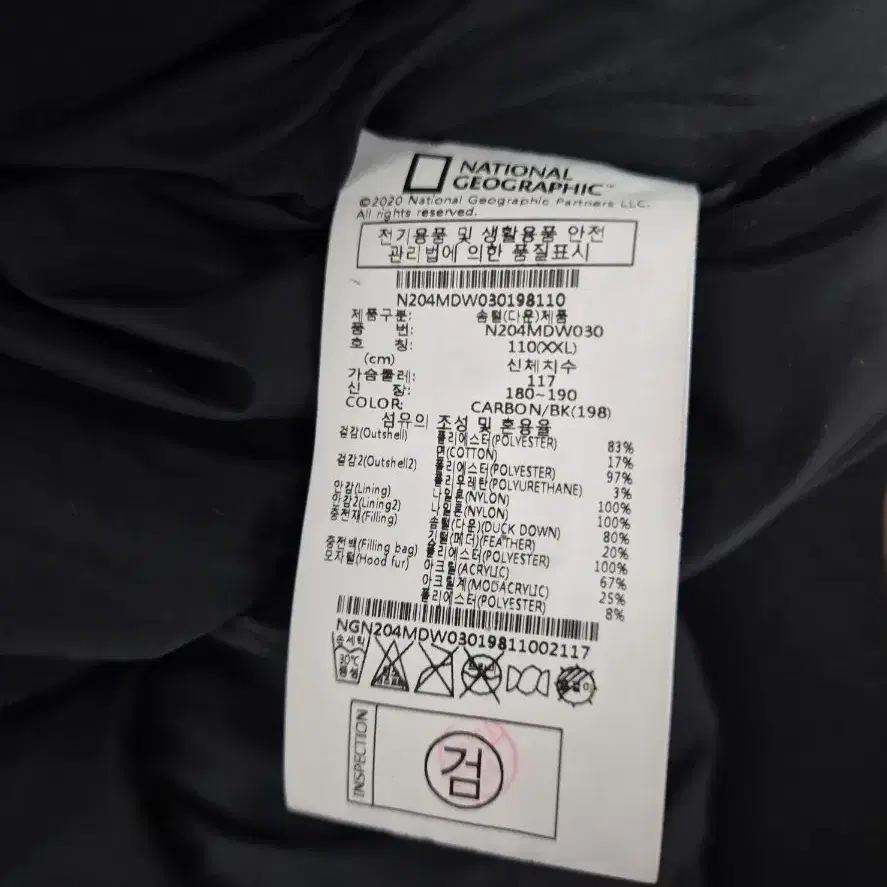 NATIONAL
GEOGRAPHIC™
©2020 National Geographic Partners LLC.
All rights reserved.
전기용품 및 생활용품 안전
관리법에 의한 품질표시
N204MDW030198110
제품구분: 솜털(다운)제품
품 번: N204MDW030
호 칭: 110(XXL)
(cm) 신체치수
가슴둘레: 117
신 장: 180~190
COLOR: CARBON/BK(198)
섬유의 조성 및 혼용율
겉감(Outshell) 폴리에스터(POLYESTER) 83%
면(COTTON) 17%
겉감2(Outshell2) 폴리에스터(POLYESTER) 97%
폴리우레탄(POLYURETHANE) 3%
안감(Lining) 나일론(NYLON) 100%
안감2(Lining2) 나일론(NYLON) 100%
충전재(Filling) 솜털(다운)(DUCK DOWN) 80%
깃털(페더)(FEATHER) 20%
충전백(Filling bag) 폴리에스터(POLYESTER) 100%
모자털(Hood fur) 아크릴(ACRYLIC) 67%
아크릴계(MODACRYLIC) 25%
폴리에스터(POLYESTER) 8%
NGN204MDW03019811002117
손세탁
30℃
중성
INSPECTION
검